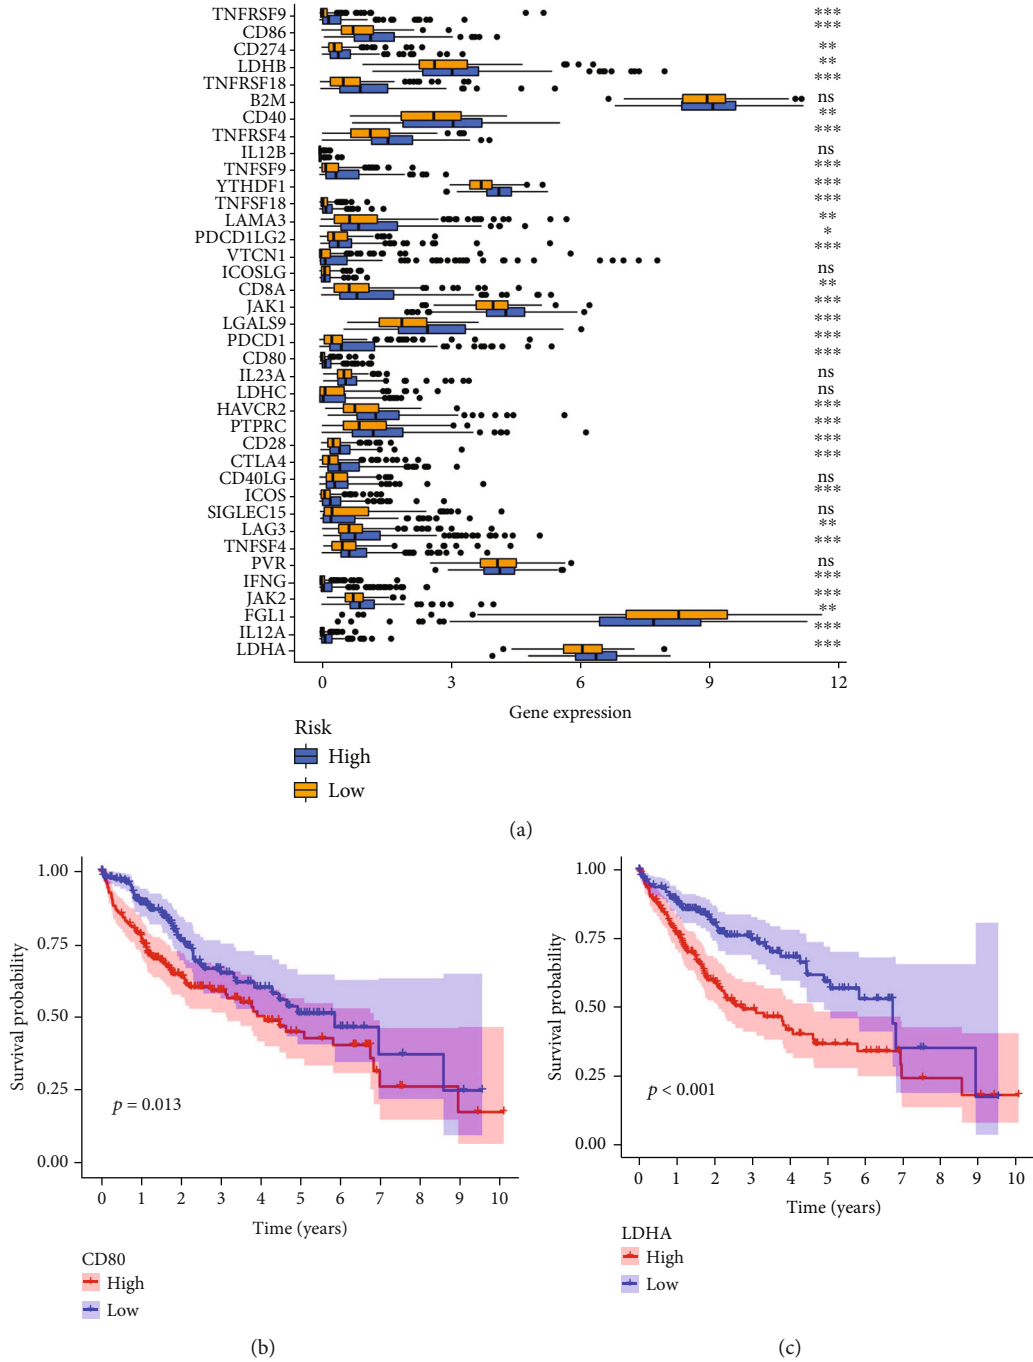 TNFRSF9 ***
CD86 ***
CD274 **
LDHB **
TNFRSF18 ***
B2M ns
CD40 **
TNFRSF4 ***
IL12B ns
TNFSF9 ***
YTHDF1 ***
TNFSF18 ***
LAMA3 **
PDCD1LG2 *
VTCN1 ***
ICOSLG ns
CD8A **
JAK1 ***
LGALS9 ***
PDCD1 ***
CD80 ***
IL23A ns
LDHC ns
HAVCR2 ***
PTPRC ***
CD28 ***
CTLA4 ***
CD40LG ns
ICOS ***
SIGLEC15 ns
LAG3 **
TNFSF4 ***
PVR ns
IFNG ***
JAK2 ***
FGL1 **
IL12A ***
LDHA ***
0 3 6 9 12
Gene expression
Risk
High
Low
(a)
Survival probability
1.00
0.75
0.50
0.25
0.00
p = 0.013
0 1 2 3 4 5 6 7 8 9 10
Time (years)
CD80
High
Low
(b)
Survival probability
1.00
0.75
0.50
0.25
0.00
p < 0.001
0 1 2 3 4 5 6 7 8 9 10
Time (years)
LDHA
High
Low
(c)